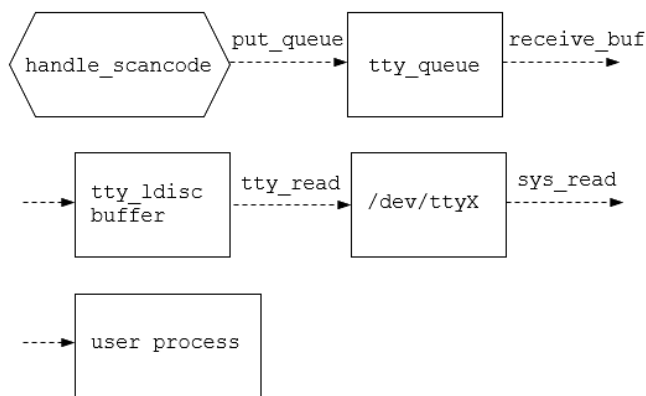 put_queue
receive_buf
handle_scancode
tty_queue
tty_ldisc
buffer
tty_read
/dev/ttyX
sys_read
user process